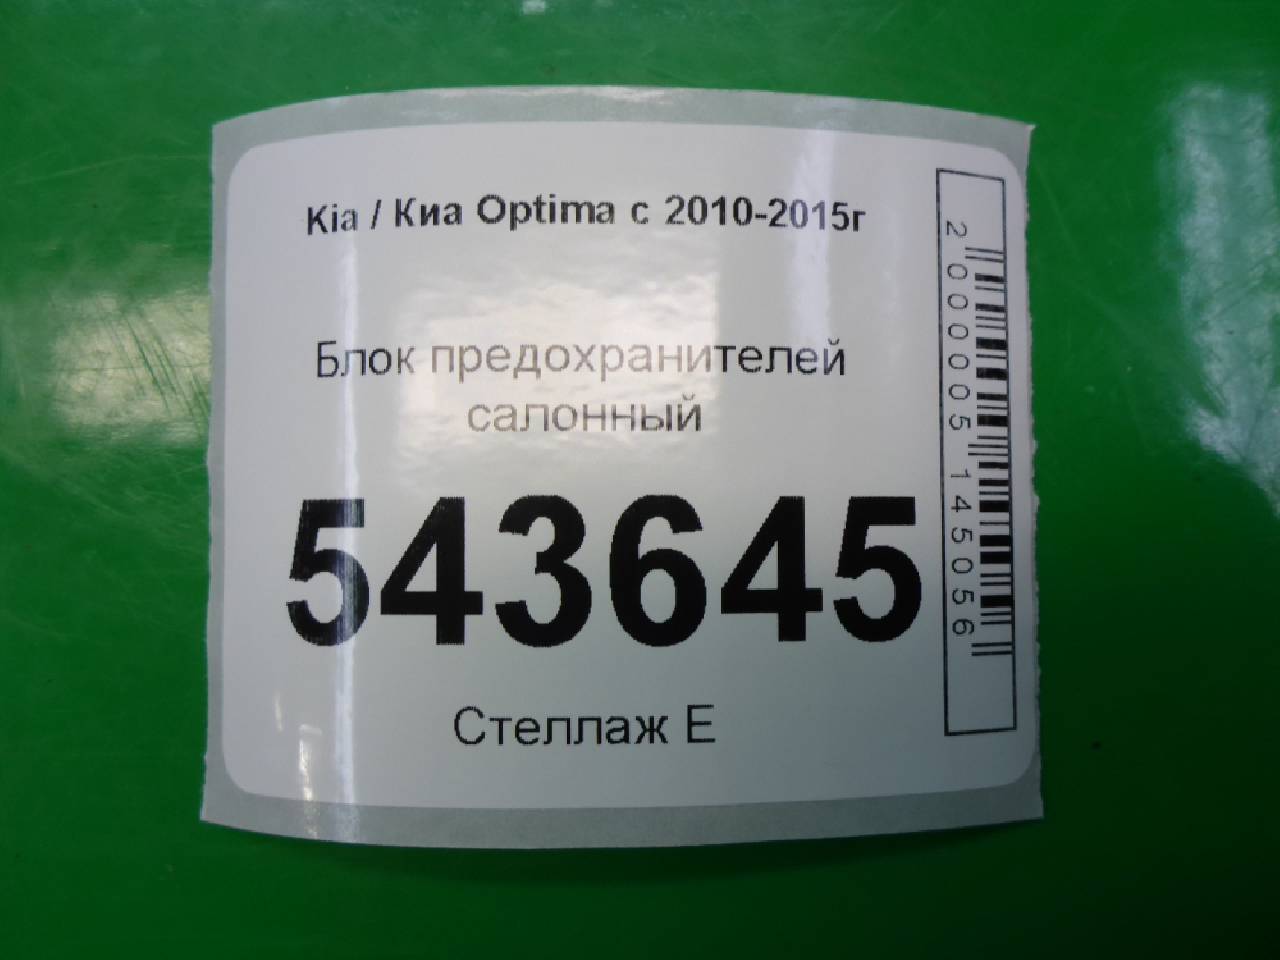 Kia / Киа Optima с 2010-2015г
Блок предохранителей
салонный
543645
Стеллаж Е
2000005145056